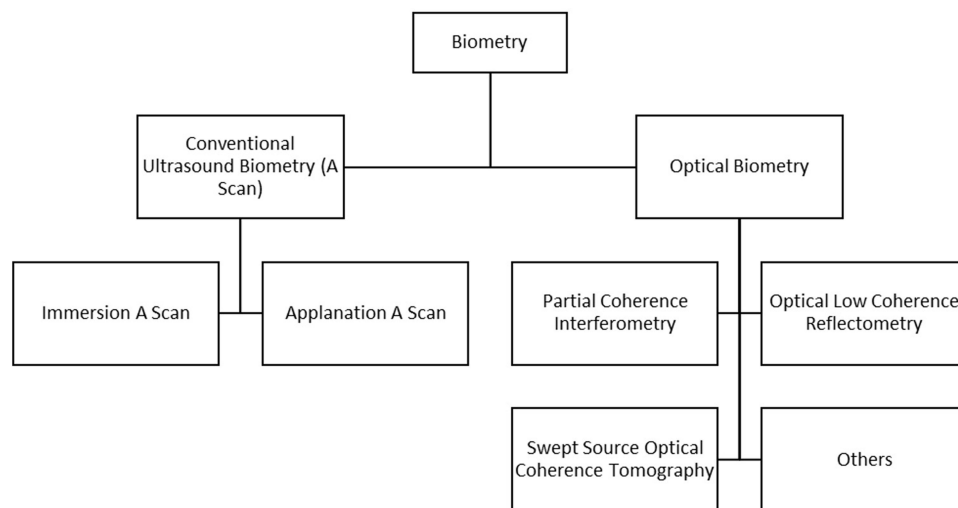 Biometry
Conventional
Ultrasound Biometry (A
Scan)
Optical Biometry
Immersion A Scan
Applanation A Scan
Partial Coherence
Interferometry
Optical Low Coherence
Reflectometry
Swept Source Optical
Coherence Tomography
Others